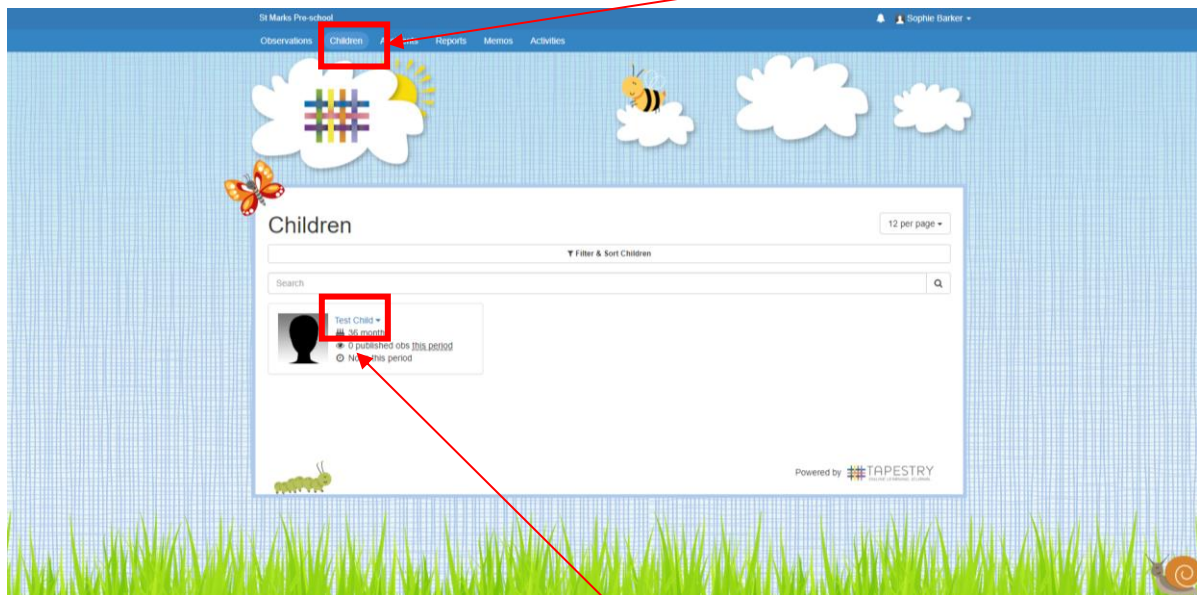 St Marks Pre-school
Sophie Barker
Observations Children Reports Memos Activities
Children
12 per page
Filter & Sort Children
Search
Test Child
36 month
0 published obs this period
this period
Powered by TAPESTRY